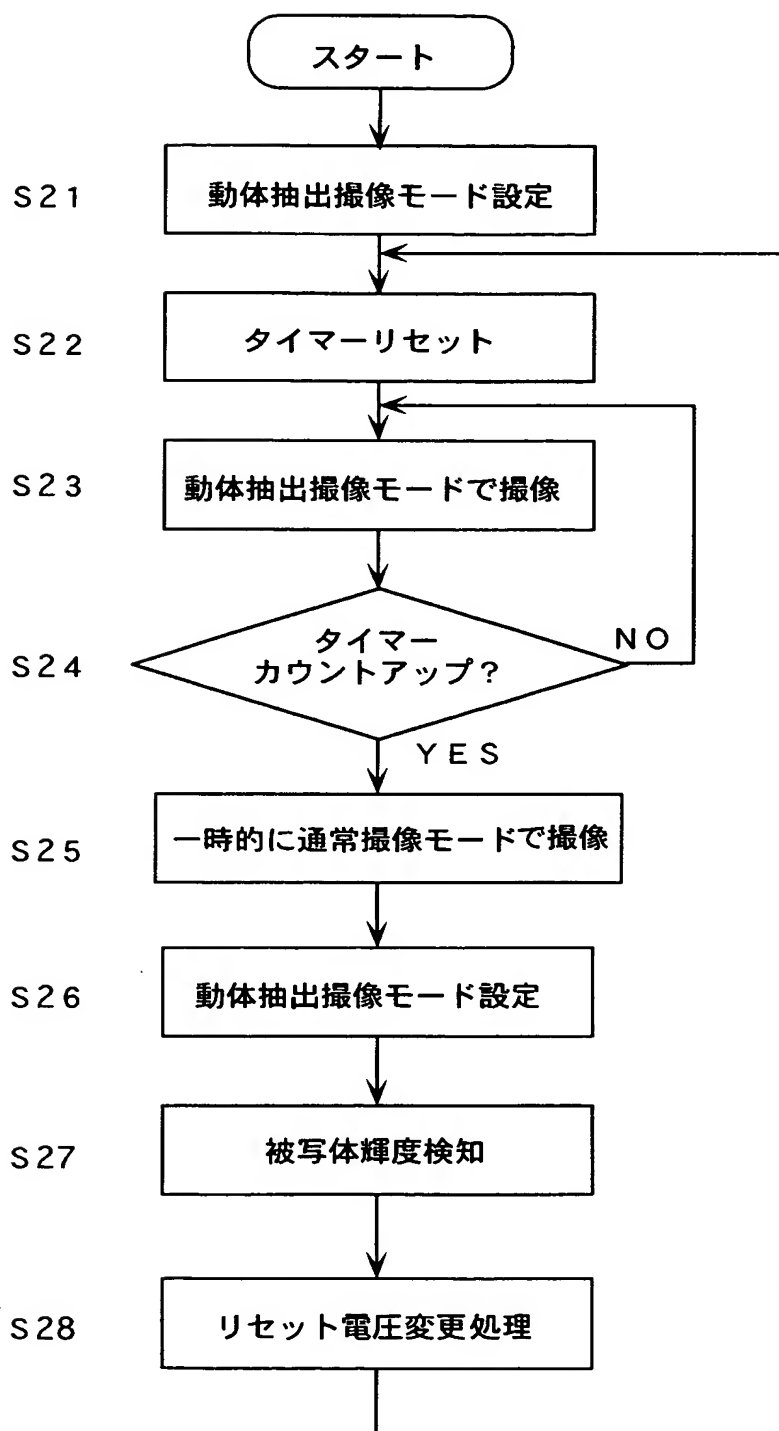 スタート
S21
動体抽出撮像モード設定
S22
タイマーリセット
S23
動体抽出撮像モードで撮像
S24
タイマー
カウントアップ?
NO
YES
S25
一時的に通常撮像モードで撮像
S26
動体抽出撮像モード設定
S27
被写体輝度検知
S28
リセット電圧変更処理